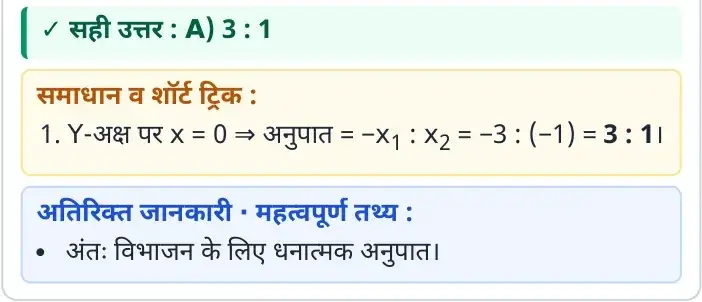 ✓ सही उत्तर : A) 3 : 1
समाधान व शॉर्ट ट्रिक :
1. Y-अक्ष पर x = 0 ⇒ अनुपात = −x₁ : x₂ = −3 : (−1) = 3 : 1।
अतिरिक्त जानकारी · महत्वपूर्ण तथ्य :
• अंतः विभाजन के लिए धनात्मक अनुपात।